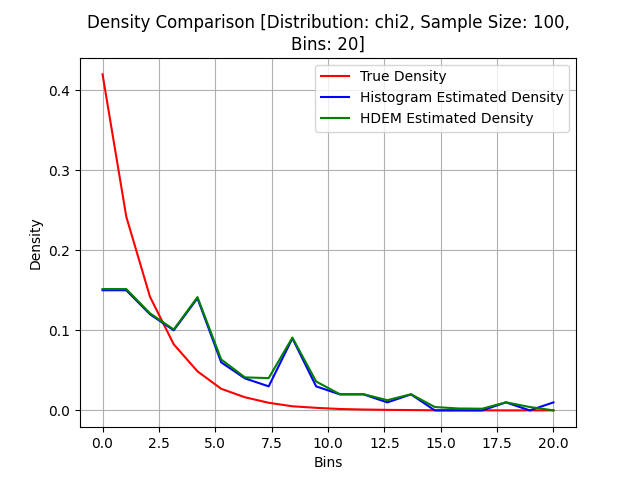 Density Comparison [Distribution: chi2, Sample Size: 100,
Bins: 20]
True Density
Histogram Estimated Density
HDEM Estimated Density
Density
0.4
0.3
0.2
0.1
0.0
0.0 2.5 5.0 7.5 10.0 12.5 15.0 17.5 20.0
Bins